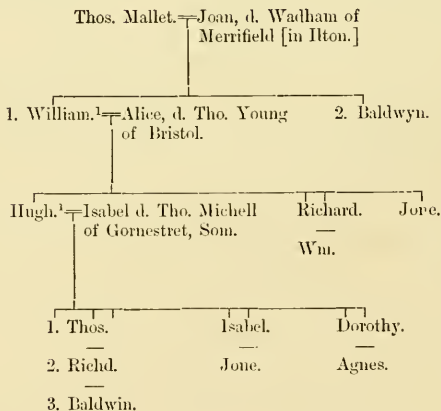 Thos. Mallet.=Joan, d. Wadham of
Merrifield [in Ilton.]
1. William.¹=Alice, d. Tho. Young
of Bristol.
2. Baldwyn.
Hugh.¹=Isabel d. Tho. Michell
of Gornestret, Som.
Richard.
—
Wm.
Jone.
1. Thos.
—
2. Richd.
—
3. Baldwin.
Isabel.
—
Jone.
Dorothy.
—
Agnes.